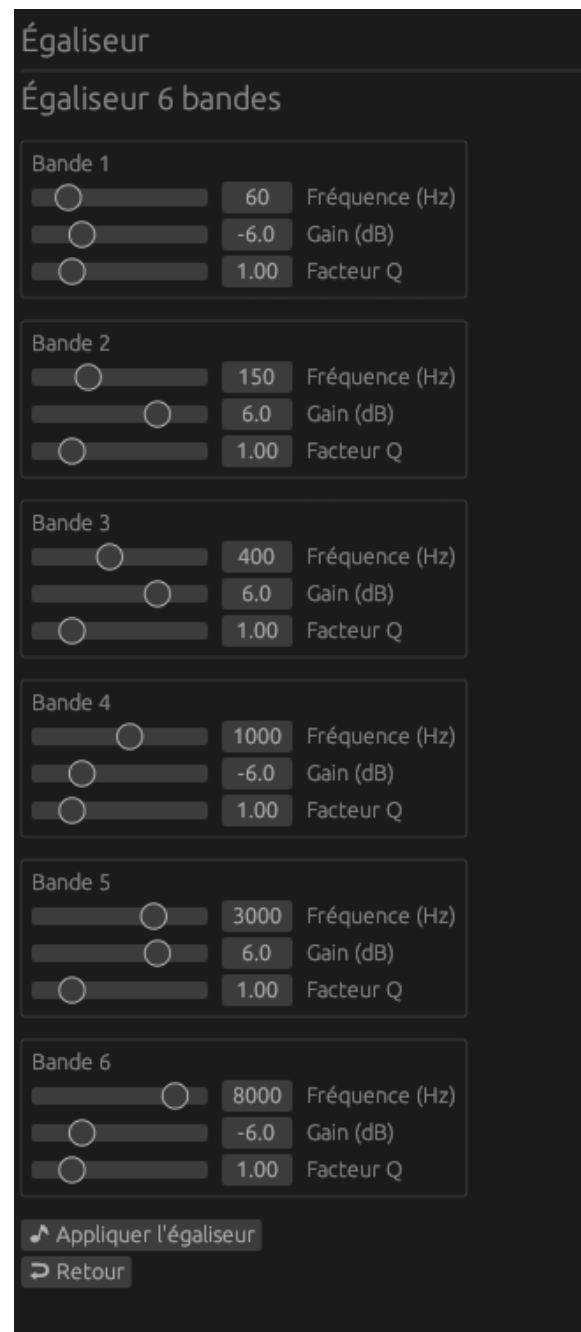 Égaliseur
Égaliseur 6 bandes
Bande 1
60 Fréquence (Hz)
-6.0 Gain (dB)
1.00 Facteur Q
Bande 2
150 Fréquence (Hz)
6.0 Gain (dB)
1.00 Facteur Q
Bande 3
400 Fréquence (Hz)
6.0 Gain (dB)
1.00 Facteur Q
Bande 4
1000 Fréquence (Hz)
-6.0 Gain (dB)
1.00 Facteur Q
Bande 5
3000 Fréquence (Hz)
6.0 Gain (dB)
1.00 Facteur Q
Bande 6
8000 Fréquence (Hz)
-6.0 Gain (dB)
1.00 Facteur Q
Appliquer l'égaliseur
Retour